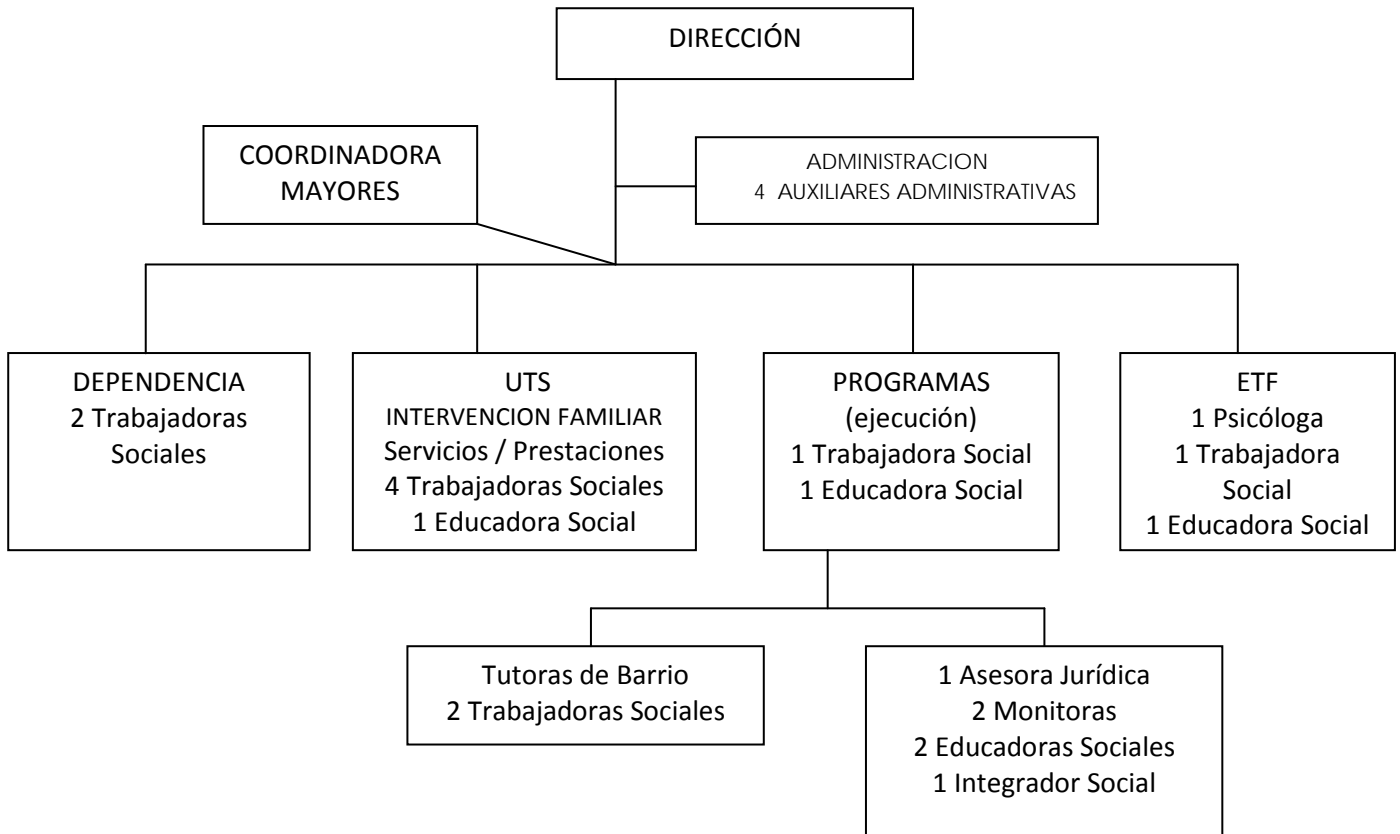 DIRECCIÓN
COORDINADORA
MAYORES
ADMINISTRACION
4 AUXILIARES ADMINISTRATIVAS
DEPENDENCIA
2 Trabajadoras
Sociales
UTS
INTERVENCION FAMILIAR
Servicios / Prestaciones
4 Trabajadoras Sociales
1 Educadora Social
PROGRAMAS
(ejecución)
1 Trabajadora Social
1 Educadora Social
ETF
1 Psicóloga
1 Trabajadora
Social
1 Educadora Social
Tutoras de Barrio
2 Trabajadoras Sociales
1 Asesora Jurídica
2 Monitoras
2 Educadoras Sociales
1 Integrador Social